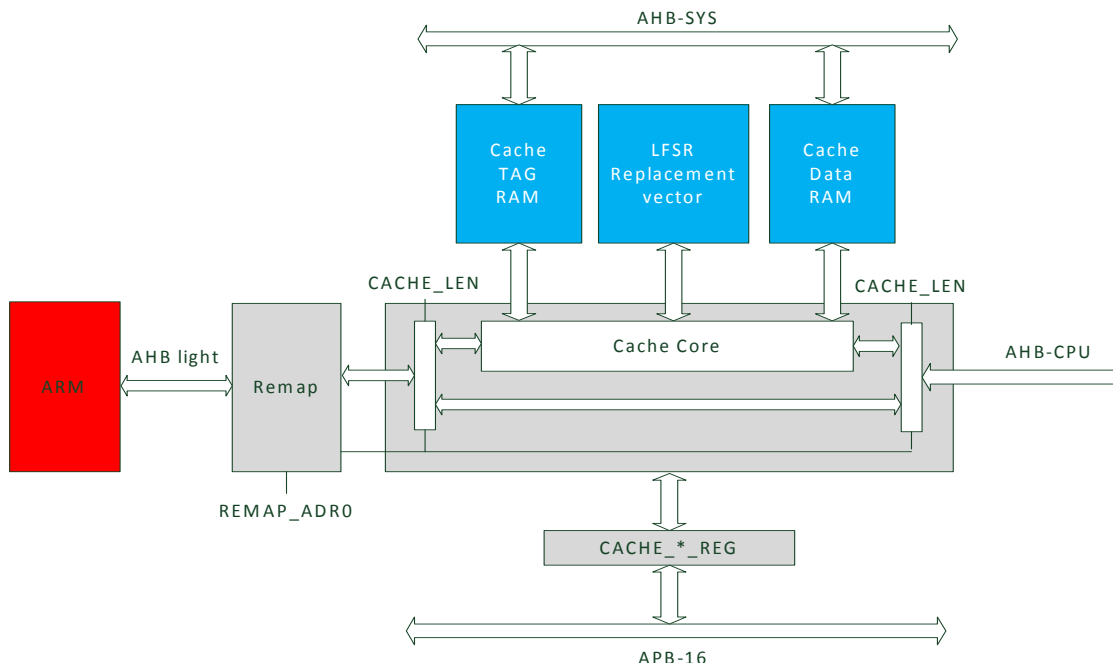 AHB-SYS
Cache
TAG
RAM
LFSR
Replacement
vector
Cache
Data
RAM
CACHE_LEN
CACHE_LEN
ARM
AHB light
Remap
Cache Core
AHB-CPU
REMAP_ADR0
CACHE_*_REG
APB-16